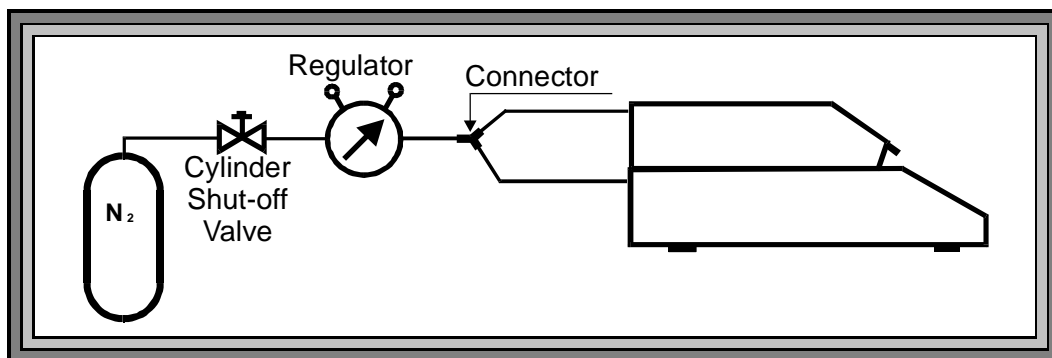 Regulator
Connector
Cylinder
Shut-off
Valve
N₂